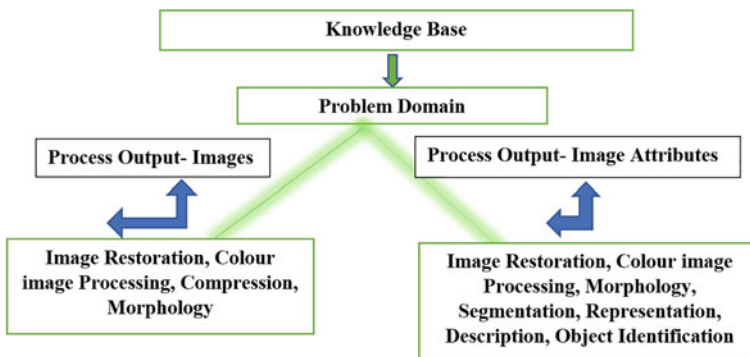 Knowledge Base
Problem Domain
Process Output- Images
Process Output- Image Attributes
Image Restoration, Colour
image Processing, Compression,
Morphology
Image Restoration, Colour image
Processing, Morphology,
Segmentation, Representation,
Description, Object Identification